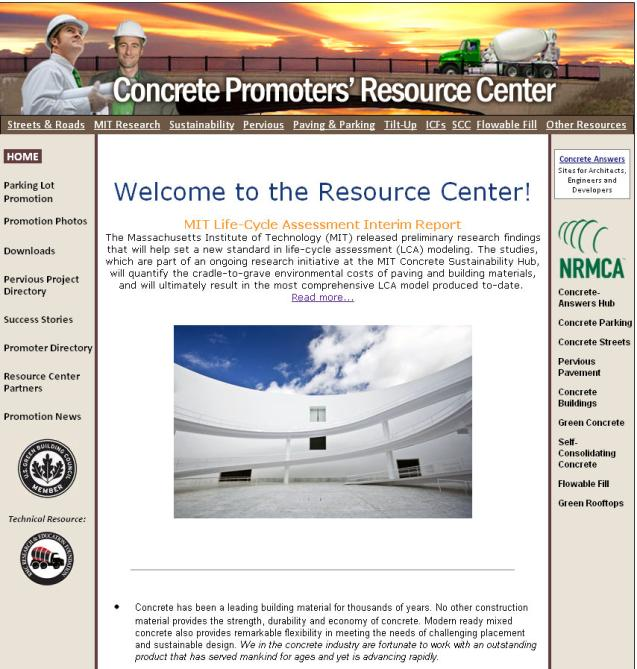 Concrete Promoters' Resource Center
Streets & Roads MIT Research Sustainability Pervious Paving & Parking Tilt-Up ICFs SCC Flowable Fill Other Resources
HOME
Parking Lot
Promotion
Promotion Photos
Downloads
Pervious Project
Directory
Success Stories
Promoter Directory
Resource Center
Partners
Promotion News
U.S. GREEN BUILDING COUNCIL
MEMBER
Technical Resource:
RMC RESEARCH & EDUCATION FOUNDATION
Welcome to the Resource Center!
MIT Life-Cycle Assessment Interim Report
The Massachusetts Institute of Technology (MIT) released preliminary research findings
that will help set a new standard in life-cycle assessment (LCA) modeling. The studies,
which are part of an ongoing research initiative at the MIT Concrete Sustainability Hub,
will quantify the cradle-to-grave environmental costs of paving and building materials,
and will ultimately result in the most comprehensive LCA model produced to-date.
Read more...
• Concrete has been a leading building material for thousands of years. No other construction
material provides the strength, durability and economy of concrete. Modern ready mixed
concrete also provides remarkable flexibility in meeting the needs of challenging placement
and sustainable design. We in the concrete industry are fortunate to work with an outstanding
product that has served mankind for ages and yet is advancing rapidly.
Concrete Answers
Sites for Architects,
Engineers and
Developers
NRMCA
Concrete-
Answers Hub
Concrete Parking
Concrete Streets
Pervious
Pavement
Concrete
Buildings
Green Concrete
Self-
Consolidating
Concrete
Flowable Fill
Green Rooftops